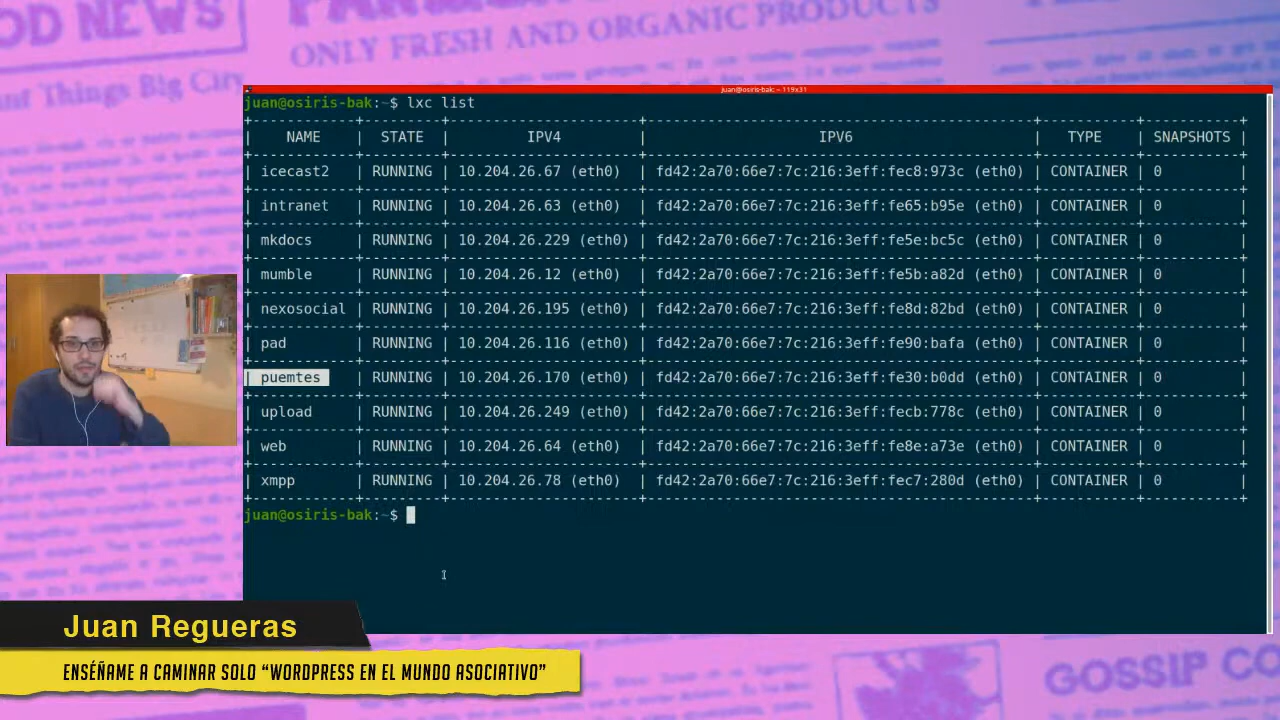 OD NEWS
ONLY FRESH AND ORGANIC PRODUCTS
Things Big City
juan@osiris-bak: ~ 119x31
juan@osiris-bak:~$ lxc list
| NAME | STATE | IPV4 | IPV6 | TYPE | SNAPSHOTS |
| icecast2 | RUNNING | 10.204.26.67 (eth0) | fd42:2a70:66e7:7c:216:3eff:fec8:973c (eth0) | CONTAINER | 0 |
| intranet | RUNNING | 10.204.26.63 (eth0) | fd42:2a70:66e7:7c:216:3eff:fe65:b95e (eth0) | CONTAINER | 0 |
| mkdocs | RUNNING | 10.204.26.229 (eth0) | fd42:2a70:66e7:7c:216:3eff:fe5e:bc5c (eth0) | CONTAINER | 0 |
| mumble | RUNNING | 10.204.26.12 (eth0) | fd42:2a70:66e7:7c:216:3eff:fe5b:a82d (eth0) | CONTAINER | 0 |
| nexosocial | RUNNING | 10.204.26.195 (eth0) | fd42:2a70:66e7:7c:216:3eff:fe8d:82bd (eth0) | CONTAINER | 0 |
| pad | RUNNING | 10.204.26.116 (eth0) | fd42:2a70:66e7:7c:216:3eff:fe90:bafa (eth0) | CONTAINER | 0 |
| puemtes | RUNNING | 10.204.26.170 (eth0) | fd42:2a70:66e7:7c:216:3eff:fe30:b0dd (eth0) | CONTAINER | 0 |
| upload | RUNNING | 10.204.26.249 (eth0) | fd42:2a70:66e7:7c:216:3eff:fecb:778c (eth0) | CONTAINER | 0 |
| web | RUNNING | 10.204.26.64 (eth0) | fd42:2a70:66e7:7c:216:3eff:fe8e:a73e (eth0) | CONTAINER | 0 |
| xmpp | RUNNING | 10.204.26.78 (eth0) | fd42:2a70:66e7:7c:216:3eff:fec7:280d (eth0) | CONTAINER | 0 |
juan@osiris-bak:~$
Juan Regueras
ENSÉÑAME A CAMINAR SOLO “WORDPRESS EN EL MUNDO ASOCIATIVO”
GOSSIP CO